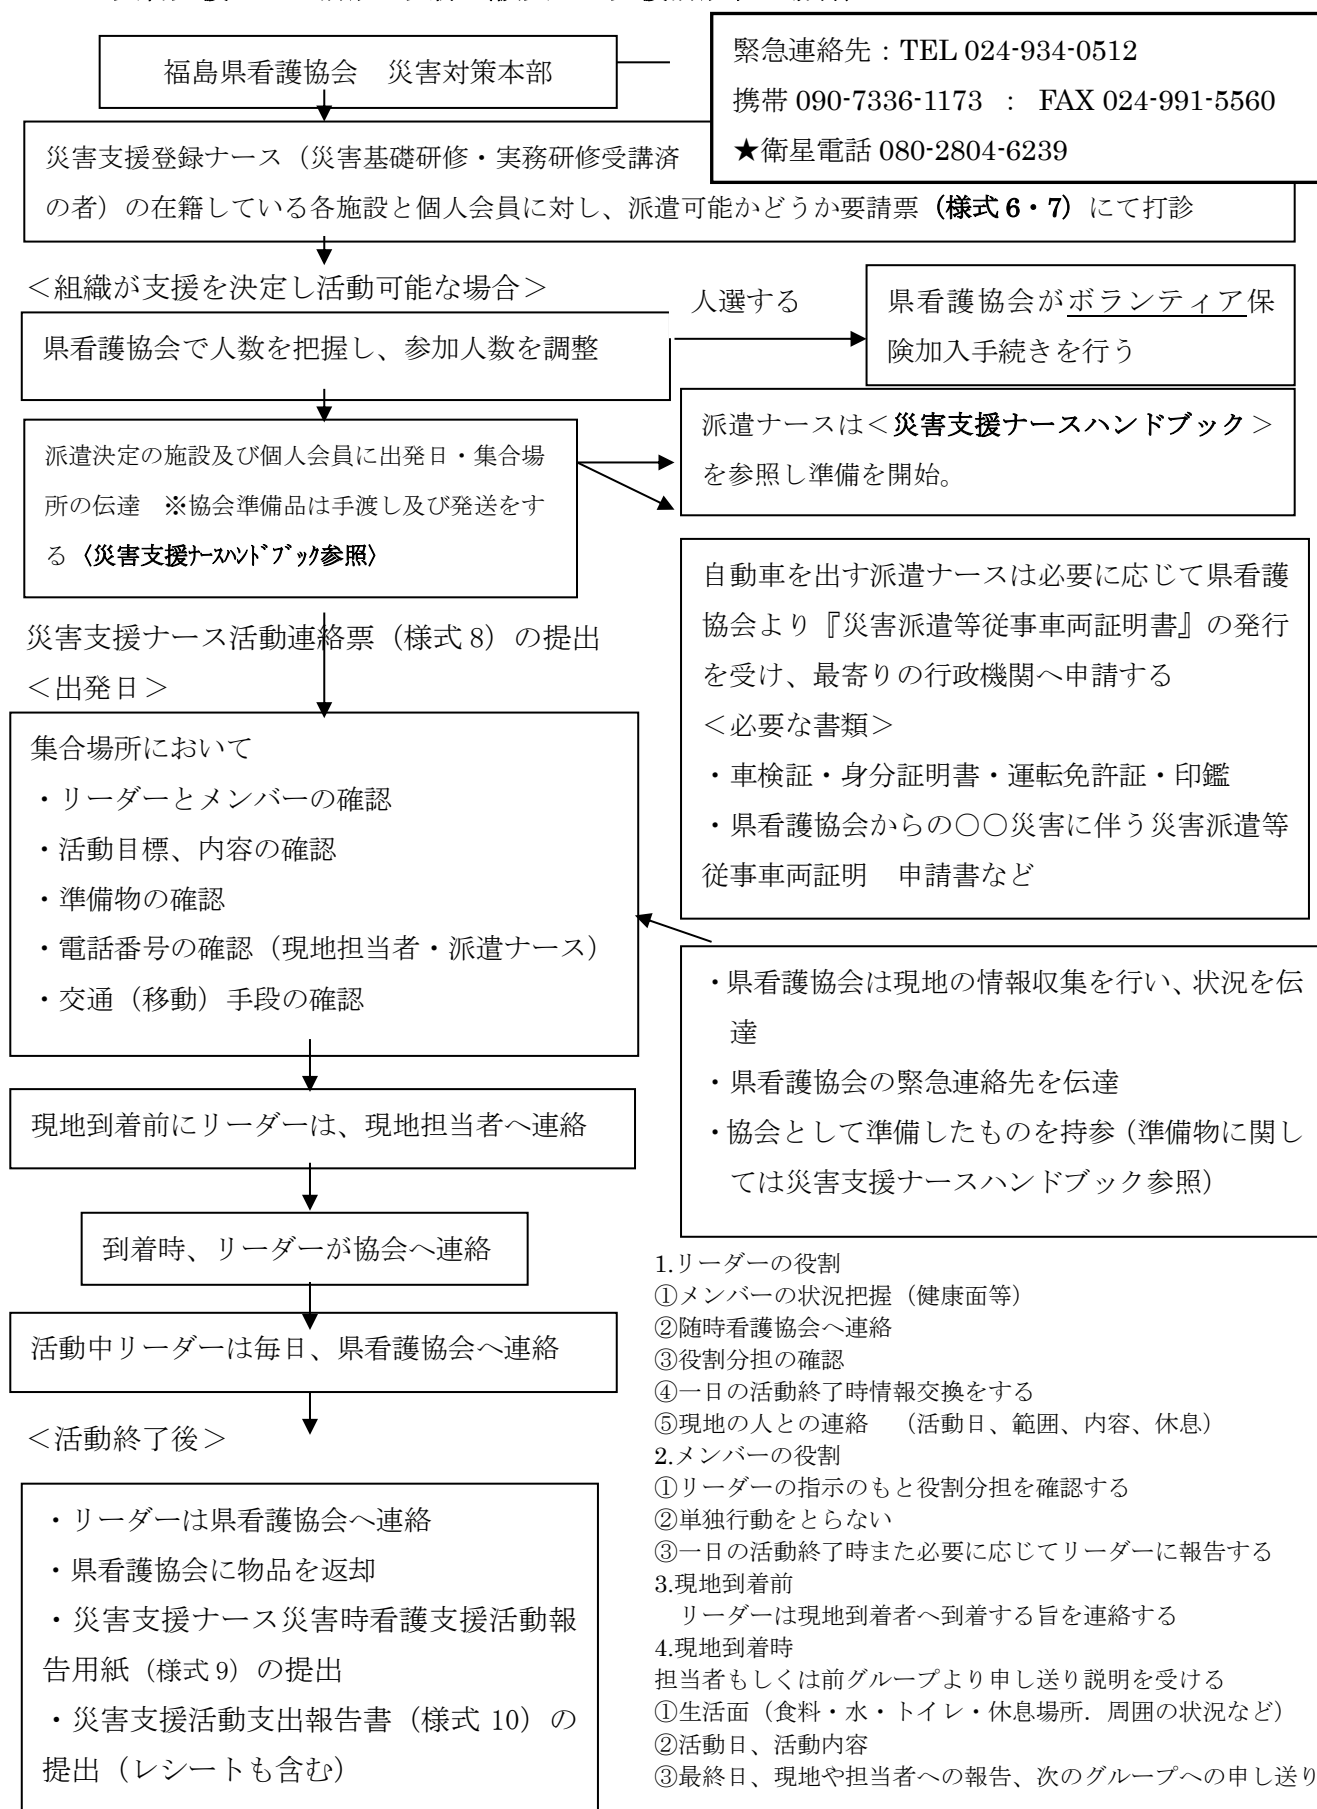 福島県看護協会　災害対策本部
緊急連絡先：TEL 024-934-0512
携帯 090-7336-1173 ： FAX 024-991-5560
★衛星電話 080-2804-6239
災害支援登録ナース（災害基礎研修・実務研修受講済
の者）の在籍している各施設と個人会員に対し、派遣可能かどうか要請票（様式 6・7）にて打診
＜組織が支援を決定し活動可能な場合＞
県看護協会で人数を把握し、参加人数を調整
人選する
県看護協会がボランティア保
険加入手続きを行う
派遣決定の施設及び個人会員に出発日・集合場
所の伝達　※協会準備品は手渡し及び発送をす
る〈災害支援ﾅｰｽﾊﾝﾄﾞﾌﾞｯｸ参照〉
派遣ナースは＜災害支援ナースハンドブック＞
を参照し準備を開始。
自動車を出す派遣ナースは必要に応じて県看護
協会より『災害派遣等従事車両証明書』の発行
を受け、最寄りの行政機関へ申請する
＜必要な書類＞
・車検証・身分証明書・運転免許証・印鑑
・県看護協会からの〇〇災害に伴う災害派遣等
従事車両証明　申請書など
災害支援ナース活動連絡票（様式 8）の提出
＜出発日＞
集合場所において
・リーダーとメンバーの確認
・活動目標、内容の確認
・準備物の確認
・電話番号の確認（現地担当者・派遣ナース）
・交通（移動）手段の確認
・県看護協会は現地の情報収集を行い、状況を伝
達
・県看護協会の緊急連絡先を伝達
・協会として準備したものを持参（準備物に関し
ては災害支援ナースハンドブック参照）
現地到着前にリーダーは、現地担当者へ連絡
到着時、リーダーが協会へ連絡
活動中リーダーは毎日、県看護協会へ連絡
＜活動終了後＞
・リーダーは県看護協会へ連絡
・県看護協会に物品を返却
・災害支援ナース災害時看護支援活動報
告用紙（様式 9）の提出
・災害支援活動支出報告書（様式 10）の
提出（レシートも含む）
1.リーダーの役割
①メンバーの状況把握（健康面等）
②随時看護協会へ連絡
③役割分担の確認
④一日の活動終了時情報交換をする
⑤現地の人との連絡　（活動日、範囲、内容、休息）
2.メンバーの役割
①リーダーの指示のもと役割分担を確認する
②単独行動をとらない
③一日の活動終了時また必要に応じてリーダーに報告する
3.現地到着前
リーダーは現地到着者へ到着する旨を連絡する
4.現地到着時
担当者もしくは前グループより申し送り説明を受ける
①生活面（食料・水・トイレ・休息場所．周囲の状況など）
②活動日、活動内容
③最終日、現地や担当者への報告、次のグループへの申し送り